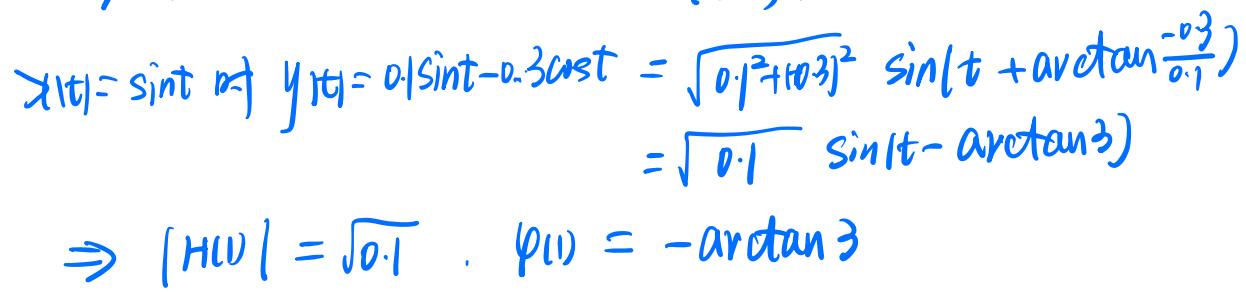 x(t)=sint 时 y(t)=0.1sint-0.3cost = √(0.1²+(-0.3)²) sin(t+arctan(-0.3/0.1))
=√0.1 sin(t-arctan3)
⇒ |H(1)| = √0.1 . φ(1) = -arctan3